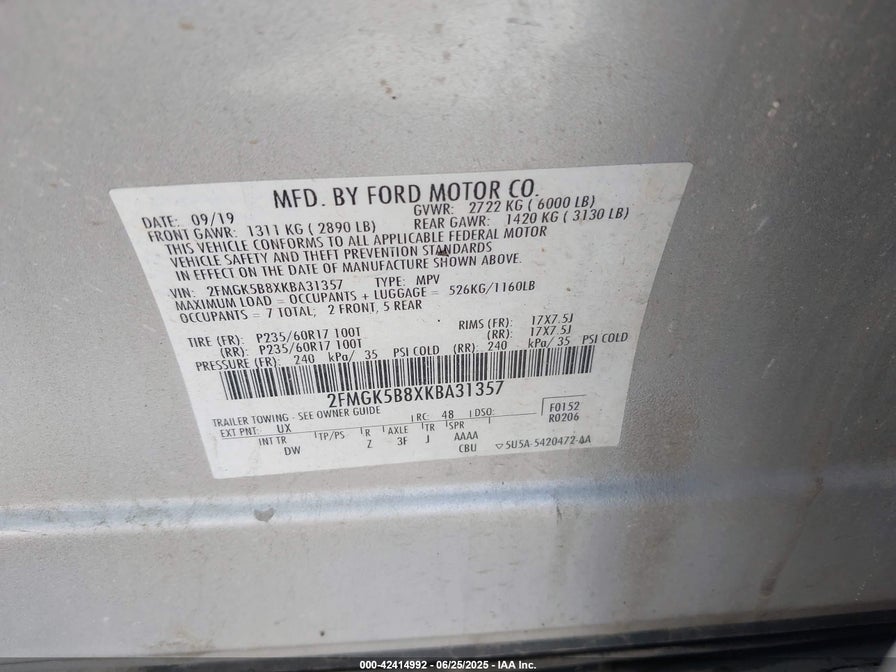 MFD. BY FORD MOTOR CO.
DATE: 09/19 GVWR: 2722 KG ( 6000 LB)
FRONT GAWR: 1311 KG ( 2890 LB) REAR GAWR: 1420 KG ( 3130 LB)
THIS VEHICLE CONFORMS TO ALL APPLICABLE FEDERAL MOTOR
VEHICLE SAFETY AND THEFT PREVENTION STANDARDS
IN EFFECT ON THE DATE OF MANUFACTURE SHOWN ABOVE.
VIN: 2FMGK5B8XKBA31357 TYPE: MPV
MAXIMUM LOAD = OCCUPANTS + LUGGAGE = 526KG/1160LB
OCCUPANTS = 7 TOTAL; 2 FRONT, 5 REAR
TIRE (FR): P235/60R17 100T RIMS (FR): 17X7.5J
(RR): P235/60R17 100T (RR): 17X7.5J
PRESSURE (FR): 240 kPa/ 35 PSI COLD (RR): 240 kPa/ 35 PSI COLD
2FMGK5B8XKBA31357
TRAILER TOWING - SEE OWNER GUIDE
EXT PNT: UX RC: 48 DSO: F0152
R0206
INT TR TP/PS R AXLE TR SPR
DW Z 3F J AAAA
CBU 5U5A-5420472-AA
000-42414992 - 06/25/2025 - IAA Inc.